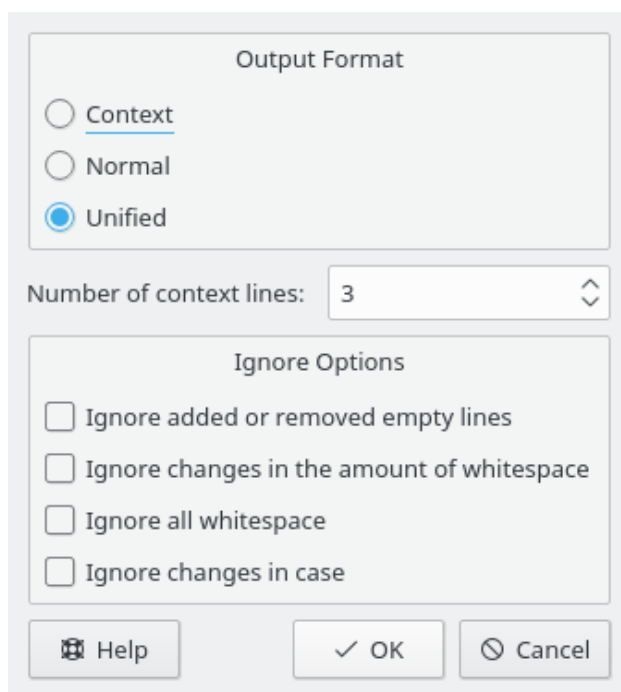 Output Format
Context
Normal
Unified
Number of context lines: 3
Ignore Options
Ignore added or removed empty lines
Ignore changes in the amount of whitespace
Ignore all whitespace
Ignore changes in case
Help OK Cancel